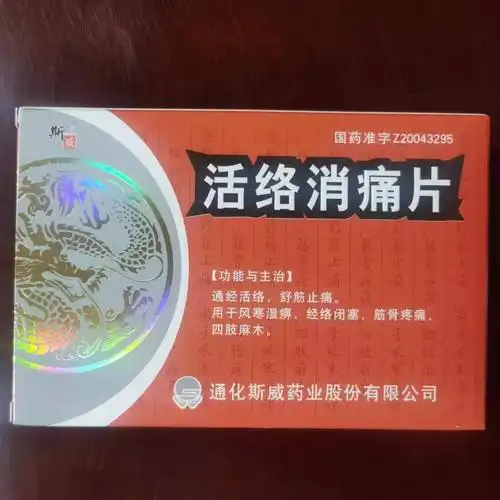 斯威
国药准字Z20043295
活络消痛片
【功能与主治】
通经活络,舒筋止痛。
用于风寒湿痹、经络闭塞,筋骨疼痛,
四肢麻木。
通化斯威药业股份有限公司